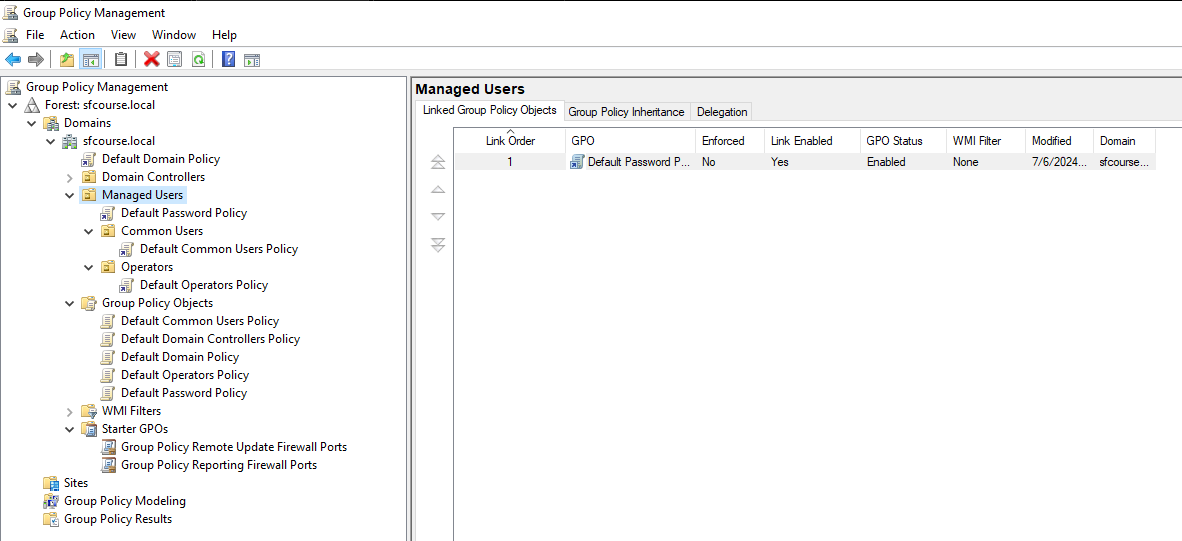 Group Policy Management
File Action View Window Help
Group Policy Management
Forest: sfcourse.local
Domains
sfcourse.local
Default Domain Policy
Domain Controllers
Managed Users
Default Password Policy
Common Users
Default Common Users Policy
Operators
Default Operators Policy
Group Policy Objects
Default Common Users Policy
Default Domain Controllers Policy
Default Domain Policy
Default Operators Policy
Default Password Policy
WMI Filters
Starter GPOs
Group Policy Remote Update Firewall Ports
Group Policy Reporting Firewall Ports
Sites
Group Policy Modeling
Group Policy Results
Managed Users
Linked Group Policy Objects Group Policy Inheritance Delegation
Link Order GPO Enforced Link Enabled GPO Status WMI Filter Modified Domain
1 Default Password P... No Yes Enabled None 7/6/2024... sfcourse...